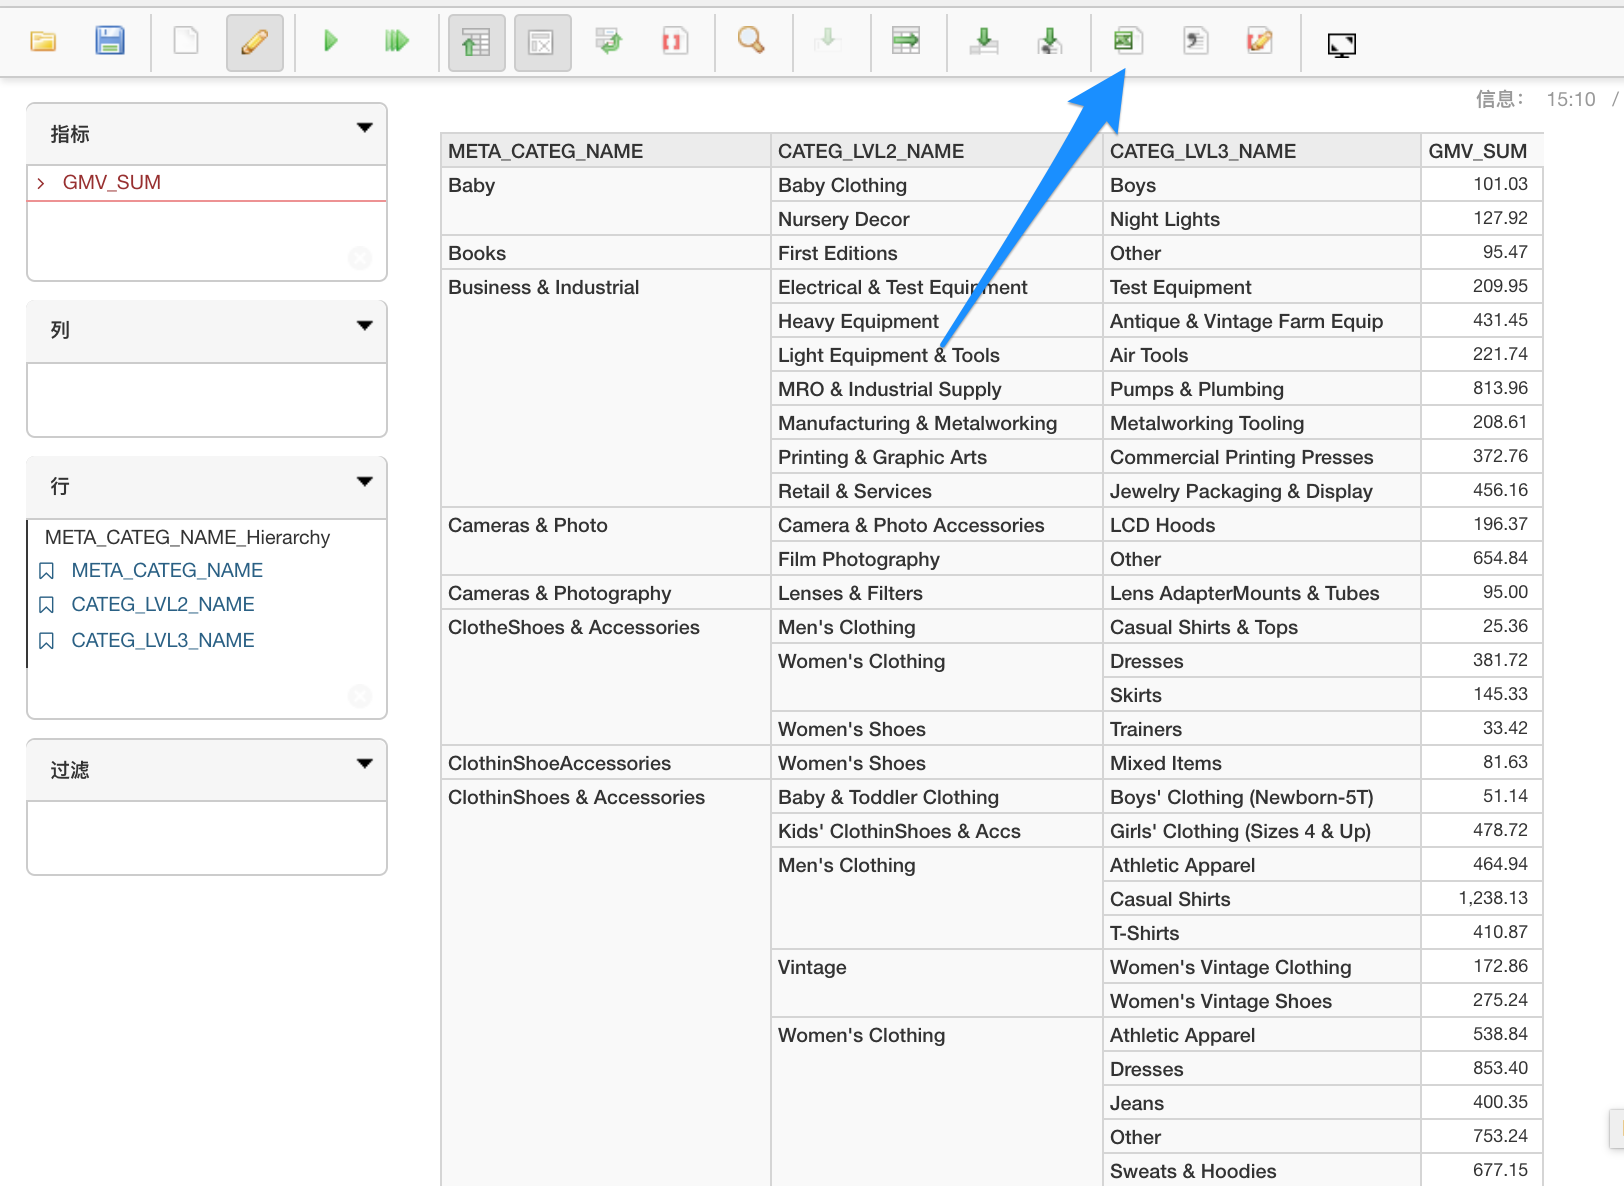 信息： 15:10 /
指标
GMV_SUM
列
行
META_CATEG_NAME_Hierarchy
META_CATEG_NAME
CATEG_LVL2_NAME
CATEG_LVL3_NAME
过滤
META_CATEG_NAME CATEG_LVL2_NAME CATEG_LVL3_NAME GMV_SUM
Baby Baby Clothing Boys 101.03
Nursery Decor Night Lights 127.92
Books First Editions Other 95.47
Business & Industrial Electrical & Test Equipment Test Equipment 209.95
Heavy Equipment Antique & Vintage Farm Equip 431.45
Light Equipment & Tools Air Tools 221.74
MRO & Industrial Supply Pumps & Plumbing 813.96
Manufacturing & Metalworking Metalworking Tooling 208.61
Printing & Graphic Arts Commercial Printing Presses 372.76
Retail & Services Jewelry Packaging & Display 456.16
Cameras & Photo Camera & Photo Accessories LCD Hoods 196.37
Film Photography Other 654.84
Cameras & Photography Lenses & Filters Lens AdapterMounts & Tubes 95.00
ClotheShoes & Accessories Men's Clothing Casual Shirts & Tops 25.36
Women's Clothing Dresses 381.72
Skirts 145.33
Women's Shoes Trainers 33.42
ClothinShoeAccessories Women's Shoes Mixed Items 81.63
ClothinShoes & Accessories Baby & Toddler Clothing Boys' Clothing (Newborn-5T) 51.14
Kids' ClothinShoes & Accs Girls' Clothing (Sizes 4 & Up) 478.72
Men's Clothing Athletic Apparel 464.94
Casual Shirts 1,238.13
T-Shirts 410.87
Vintage Women's Vintage Clothing 172.86
Women's Vintage Shoes 275.24
Women's Clothing Athletic Apparel 538.84
Dresses 853.40
Jeans 400.35
Other 753.24
Sweats & Hoodies 677.15